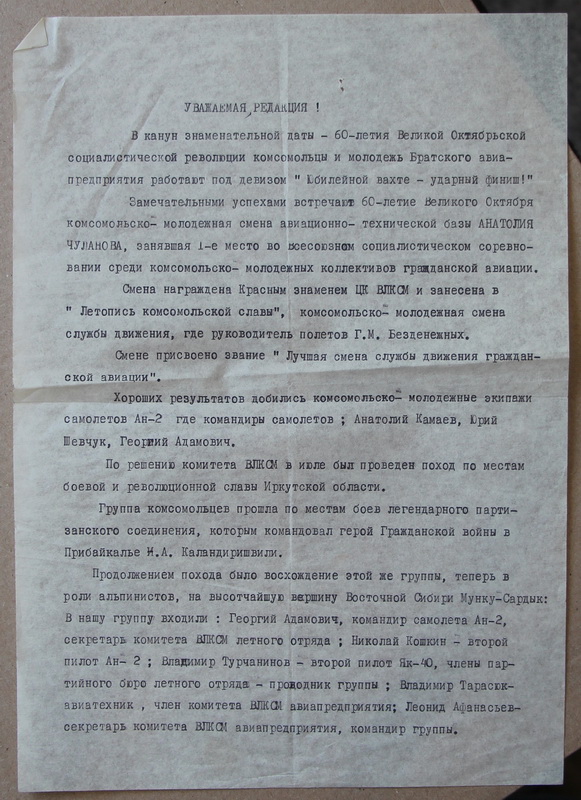 УВАЖАЕМАЯ РЕДАКЦИЯ !
В канун знаменательной даты - 60-летия Великой Октябрьской
социалистической революции комсомольцы и молодежь Братского авиа-
предприятия работают под девизом " Юбилейной вахте - ударный финиш!"
Замечательными успехами встречают 60-летие Великого Октября
комсомольско- молодежная смена авиационно- технической базы АНАТОЛИЯ
ЧУЛАНОВА, занявшая I-е место во всесоюзном социалистическом соревно-
вании среди комсомольско- молодежных коллективов гражданской авиации.
Смена награждена Красным знаменем ЦК ВЛКСМ и занесена в
" Летопись комсомольской славы", комсомольско- молодежная смена
службы движения, где руководитель полетов Г.М. Безденежных.
Смене присвоено звание " Лучшая смена службы движения граждан-
ской авиации".
Хороших результатов добились комсомольско- молодежные экипажи
самолетов Ан-2 где командиры самолетов ; Анатолий Камаев, Юрий
Шевчук, Георгий Адамович.
По решению комитета ВЛКСМ в июле был проведен поход по местам
боевой и революционной славы Иркутской области.
Группа комсомольцев прошла по местам боев легендарного парти-
занского соединения, которым командовал герой Гражданской войны в
Прибайкалье Н.А. Каландиришвили.
Продолжением похода было восхождение этой же группы, теперь в
роли альпинистов, на высотчайшую вершину Восточной Сибири Мунку-Сардык:
В нашу группу входили : Георгий Адамович, командир самолета Ан-2,
секретарь комитета ВЛКСМ летного отряда ; Николай Кошкин - второй
пилот Ан- 2 ; Владимир Турчанинов - второй пилот Як-40, члены пар-
тийного бюро летного отряда - проводник группы ; Владимир Тарасюк-
авиатехник , член комитета ВЛКСМ авиапредприятия; Леонид Афанасьев-
секретарь комитета ВЛКСМ авиапредприятия, командир группы.